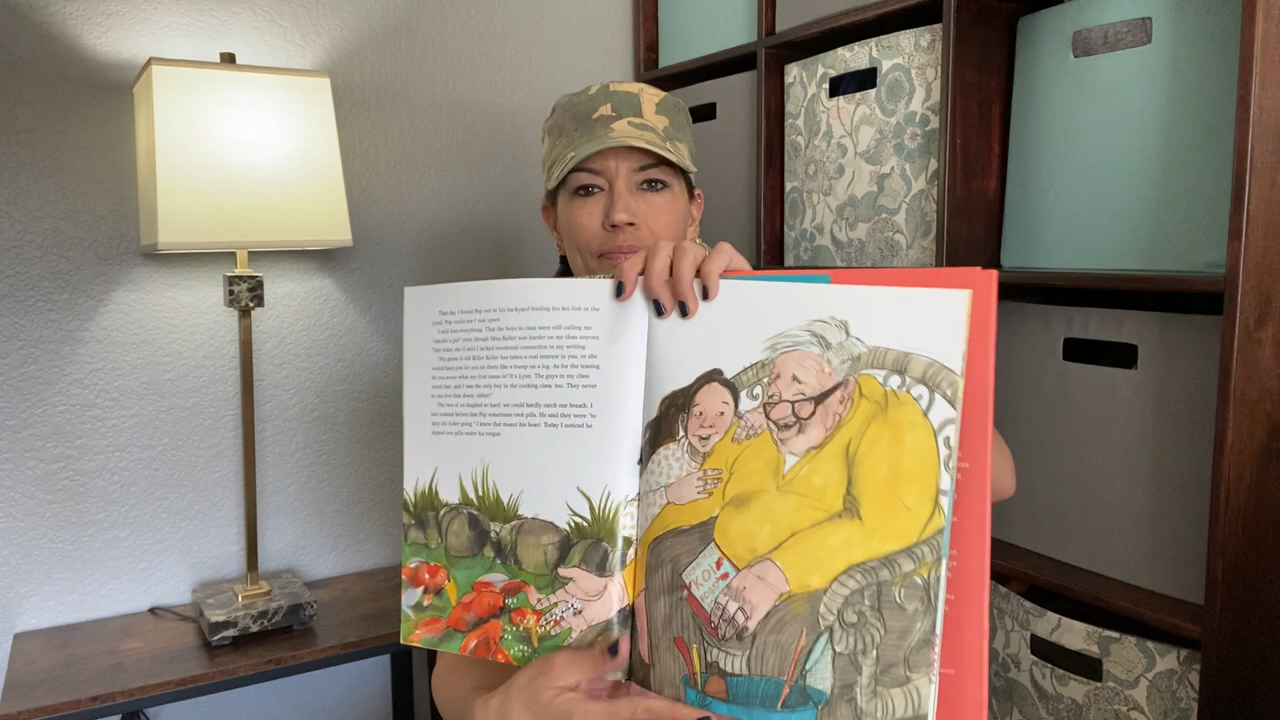 That day I found Pop out in his backyard feeding his koi fish in the
pond. Pop could see I was upset.
I told him everything. That the boys in class were still calling me
"teacher's pet" even though Miss Keller was harder on me than anyone.
That today she'd said I lacked emotional connection in my writing.
"My guess is old Killer Keller has taken a real interest in you, or she
would have just let you sit there like a bump on a log. As for the teasing,
do you know what my first name is? It's Lynn. The guys in my class
loved that, and I was the only boy in the cooking class, too. They never
let me live that down, either!"
The two of us laughed so hard, we could hardly catch our breath. I
had noticed before that Pop sometimes took pills. He said they were "to
keep his ticker going." I knew that meant his heart. Today I noticed he
slipped two pills under his tongue.
KOI